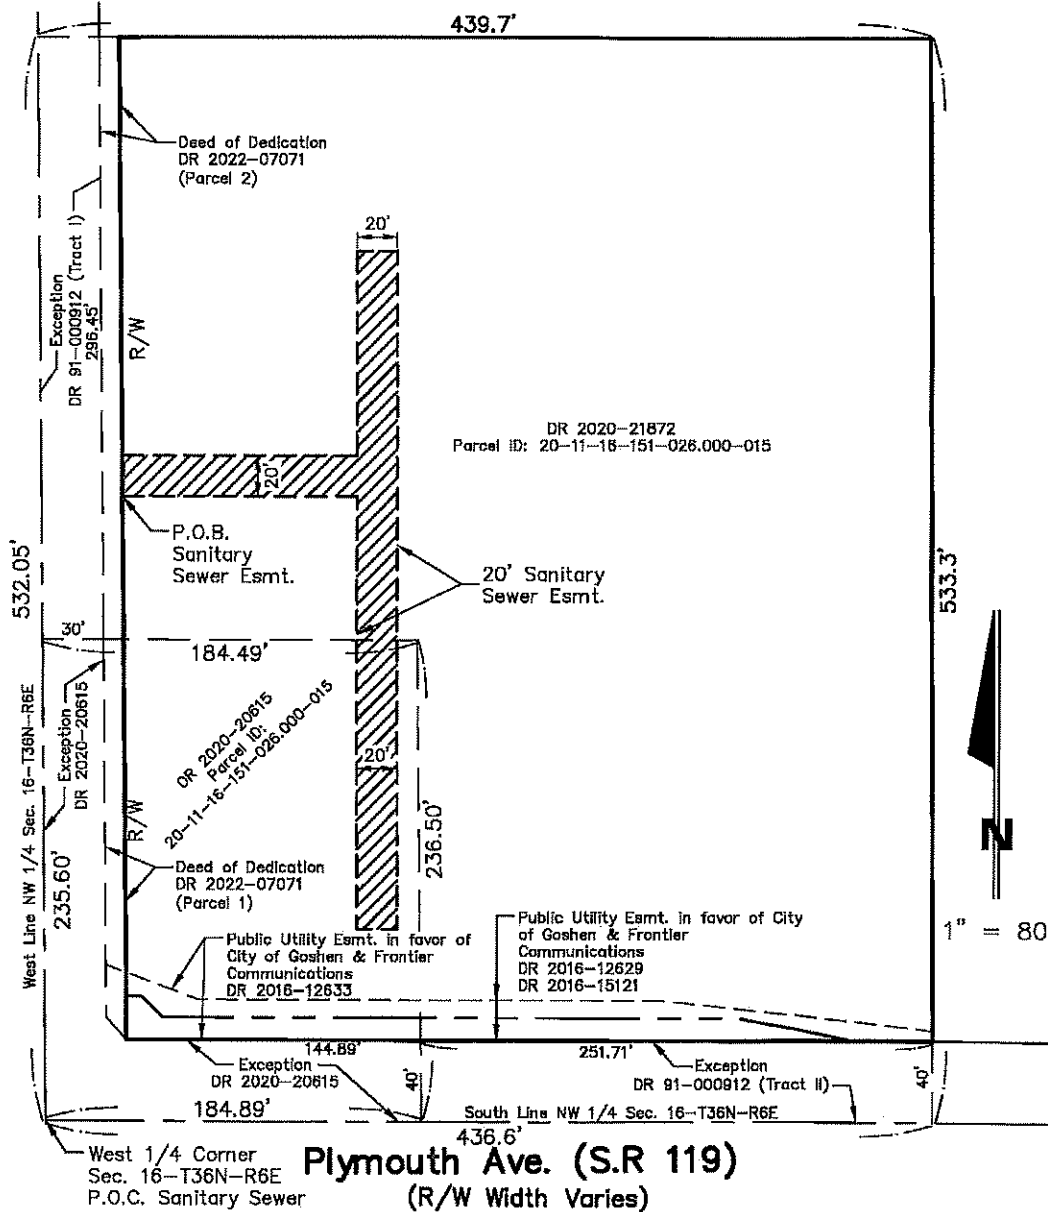 439.7'
Deed of Dedication
DR 2022-07071
(Parcel 2)
20'
Exception
DR 91-000912 (Tract I)
296.45'
R/W
DR 2020-21872
Parcel ID: 20-11-16-151-026.000-015
20'
P.O.B.
Sanitary
Sewer Esmt.
20' Sanitary
Sewer Esmt.
532.05'
533.3'
30'
184.49'
West Line NW 1/4 Sec. 16-T36N-R6E
Exception
DR 2020-20615
DR 2020-20615
Parcel ID:
20-11-16-151-026.000-015
20'
R/W
236.50'
235.60'
N
1" = 80
Deed of Dedication
DR 2022-07071
(Parcel 1)
Public Utility Esmt. in favor of
City of Goshen & Frontier
Communications
DR 2016-12633
Public Utility Esmt. in favor of City
of Goshen & Frontier
Communications
DR 2016-12629
DR 2016-15121
144.89'
251.71'
Exception
DR 2020-20615
40'
Exception
DR 91-000912 (Tract II)
40'
184.89'
South Line NW 1/4 Sec. 16-T36N-R6E
436.6'
West 1/4 Corner
Sec. 16-T36N-R6E
P.O.C. Sanitary Sewer
Plymouth Ave. (S.R 119)
(R/W Width Varies)